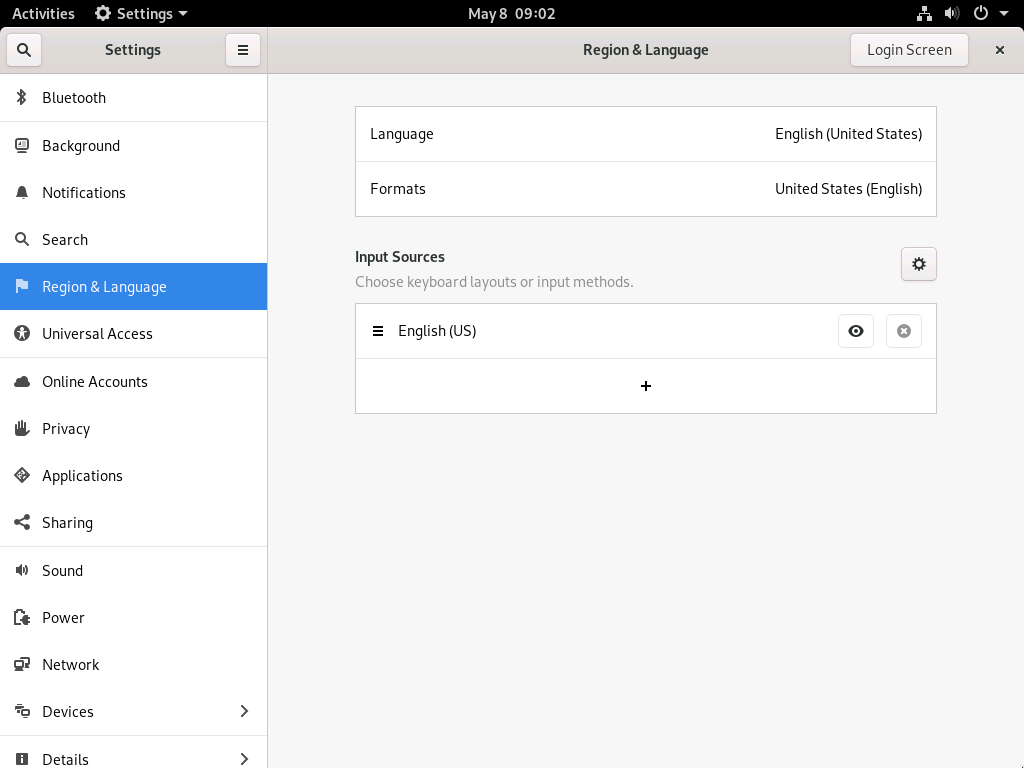 Activities
Settings
May 8 09:02
Settings
Region & Language
Login Screen
Bluetooth
Background
Notifications
Search
Region & Language
Universal Access
Online Accounts
Privacy
Applications
Sharing
Sound
Power
Network
Devices
Details
Language
English (United States)
Formats
United States (English)
Input Sources
Choose keyboard layouts or input methods.
English (US)